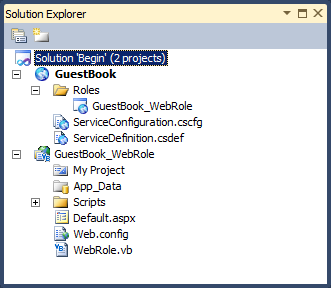 Solution Explorer
Solution 'Begin' (2 projects)
GuestBook
Roles
GuestBook_WebRole
ServiceConfiguration.cscfg
ServiceDefinition.csdef
GuestBook_WebRole
My Project
App_Data
Scripts
Default.aspx
Web.config
WebRole.vb